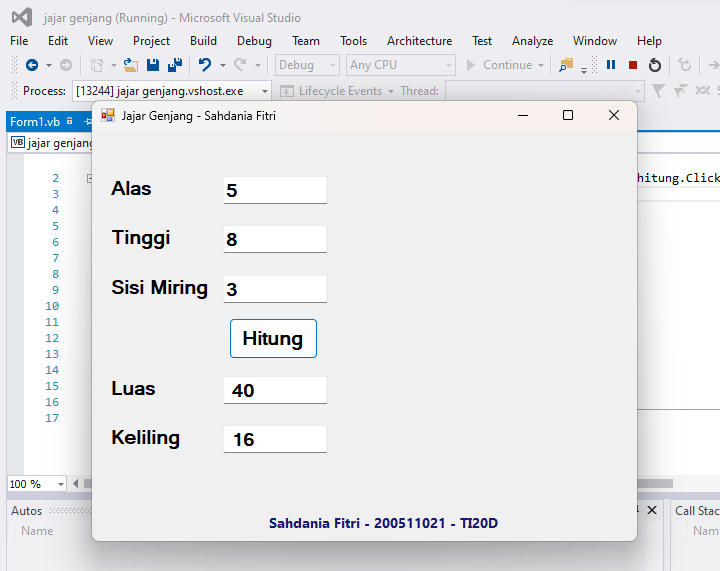 jajar genjang (Running) - Microsoft Visual Studio
File Edit View Project Build Debug Team Tools Architecture Test Analyze Window Help
Debug Any CPU Continue
Process: [13244] jajar genjang.vshost.exe Lifecycle Events Thread:
Form1.vb
Jajar Genjang - Sahdania Fitri
VB jajar genjang
2 hitung.Click
3
4
5
6
7
8
9
10
11
12
13
14
15
16
17
Alas 5
Tinggi 8
Sisi Miring 3
Hitung
Luas 40
Keliling 16
100 %
Autos
Call Stac
Name
Nam
Sahdania Fitri - 200511021 - TI20D